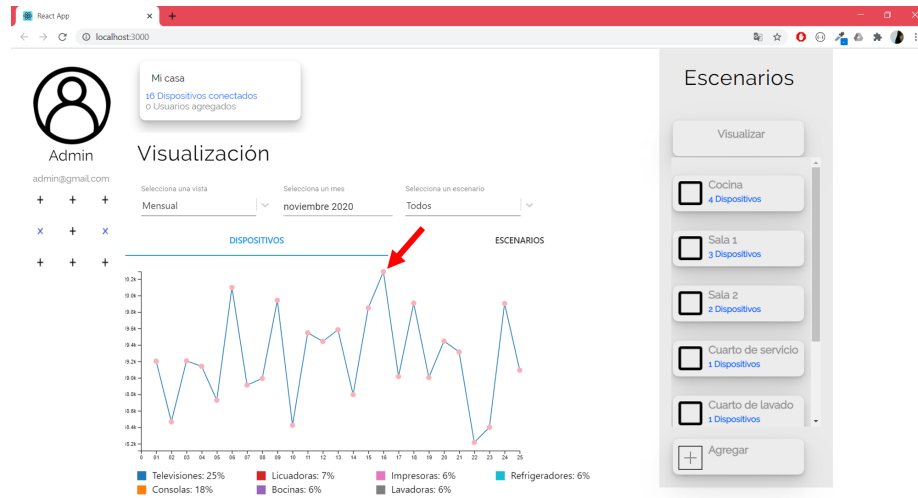 React App
localhost:3000
Admin
admin@gmail.com
Mi casa
16 Dispositivos conectados
0 Usuarios agregados
Visualización
Selecciona una vista
Mensual
Selecciona un mes
noviembre 2020
Selecciona un escenario
Todos
DISPOSITIVOS
ESCENARIOS
0 01 02 03 04 05 06 07 08 09 10 11 12 13 14 15 16 17 18 19 20 21 22 23 24 25
Televisiones: 25%
Licuadoras: 7%
Impresoras: 6%
Refrigeradores: 6%
Consolas: 18%
Bocinas: 6%
Lavadoras: 6%
Escenarios
Visualizar
Cocina
4 Dispositivos
Sala 1
3 Dispositivos
Sala 2
2 Dispositivos
Cuarto de servicio
1 Dispositivos
Cuarto de lavado
1 Dispositivos
Agregar